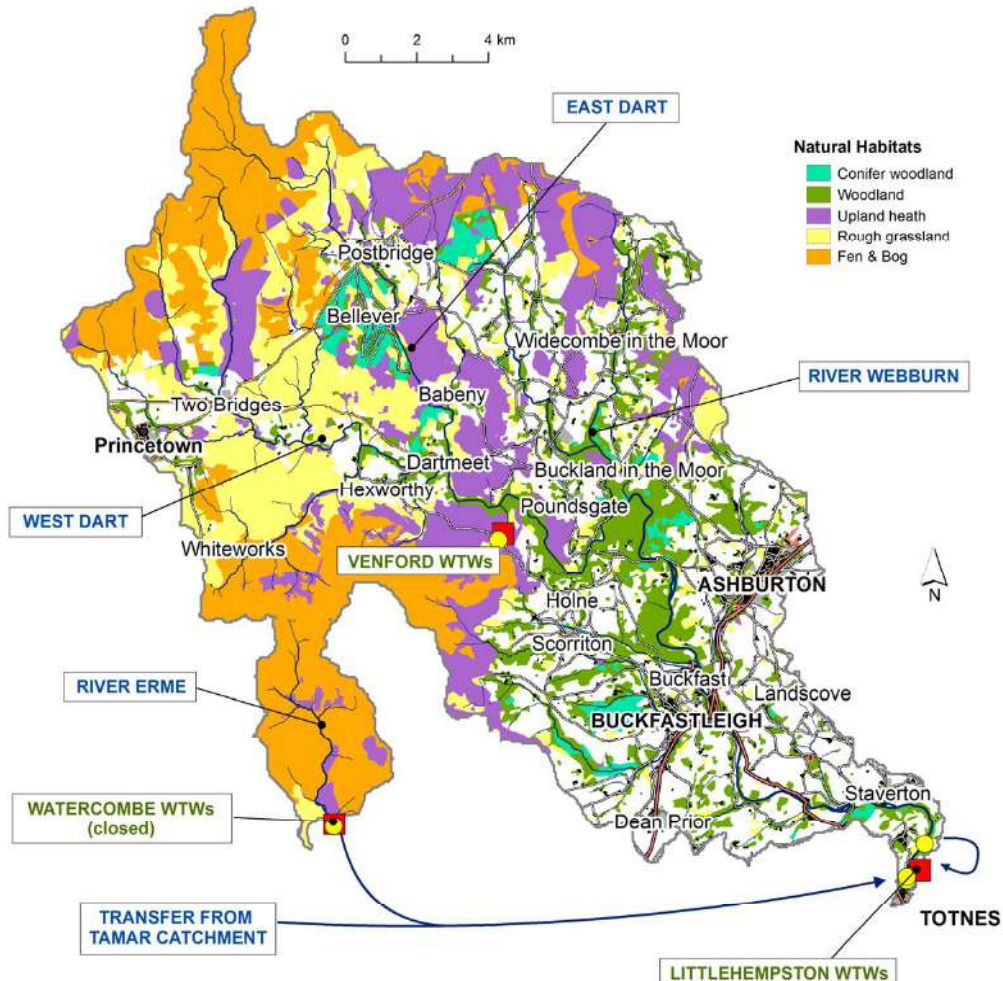 0 2 4 km
EAST DART
Natural Habitats
Conifer woodland
Woodland
Upland heath
Rough grassland
Fen & Bog
Postbridge
Bellever
Widecombe in the Moor
RIVER WEBBURN
Babeny
Two Bridges
Princetown
Dartmeet
Buckland in the Moor
Hexworthy
Poundsgate
WEST DART
Whiteworks
VENFORD WTWs
ASHBURTON
N
Holne
Scorriton
RIVER ERME
Buckfast
Landscove
BUCKFASTLEIGH
WATERCOMBE WTWs
(closed)
Staverton
Dean Prior
TRANSFER FROM
TAMAR CATCHMENT
TOTNES
LITTLEHEMPSTON WTWs